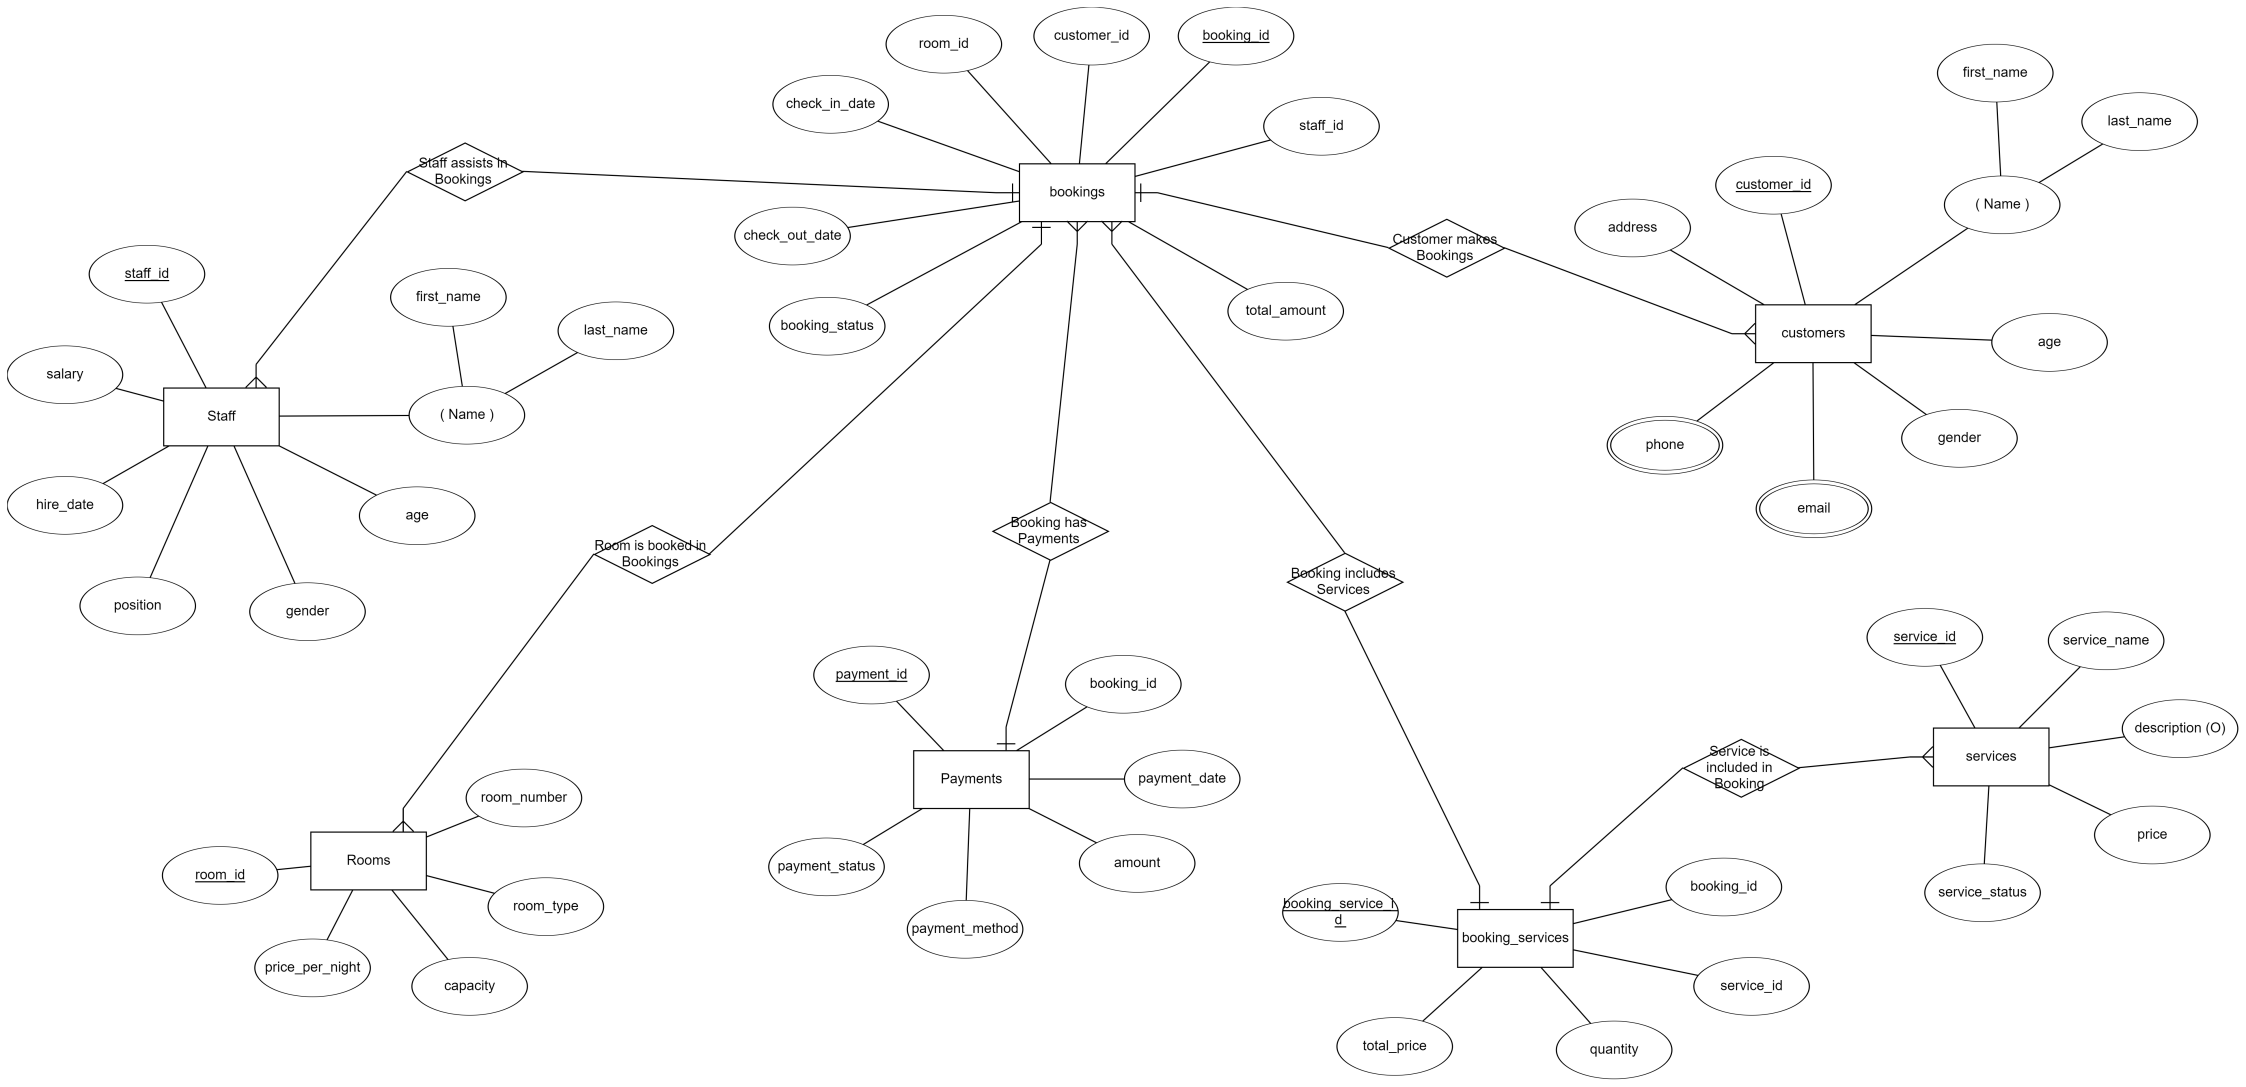 room_id
customer_id
booking_id
check_in_date
staff_id
bookings
check_out_date
booking_status
total_amount
Staff assists in
Bookings
Customer makes
Bookings
first_name
last_name
( Name )
customer_id
address
customers
age
phone
email
gender
staff_id
first_name
last_name
salary
Staff
( Name )
hire_date
age
position
gender
Room is booked in
Bookings
Booking has
Payments
Booking includes
Services
payment_id
booking_id
Payments
payment_date
payment_status
amount
payment_method
service_id
service_name
description (O)
services
price
service_status
Service is
included in
Booking
room_number
Rooms
room_id
room_type
price_per_night
capacity
booking_service_i
d
booking_id
booking_services
service_id
total_price
quantity